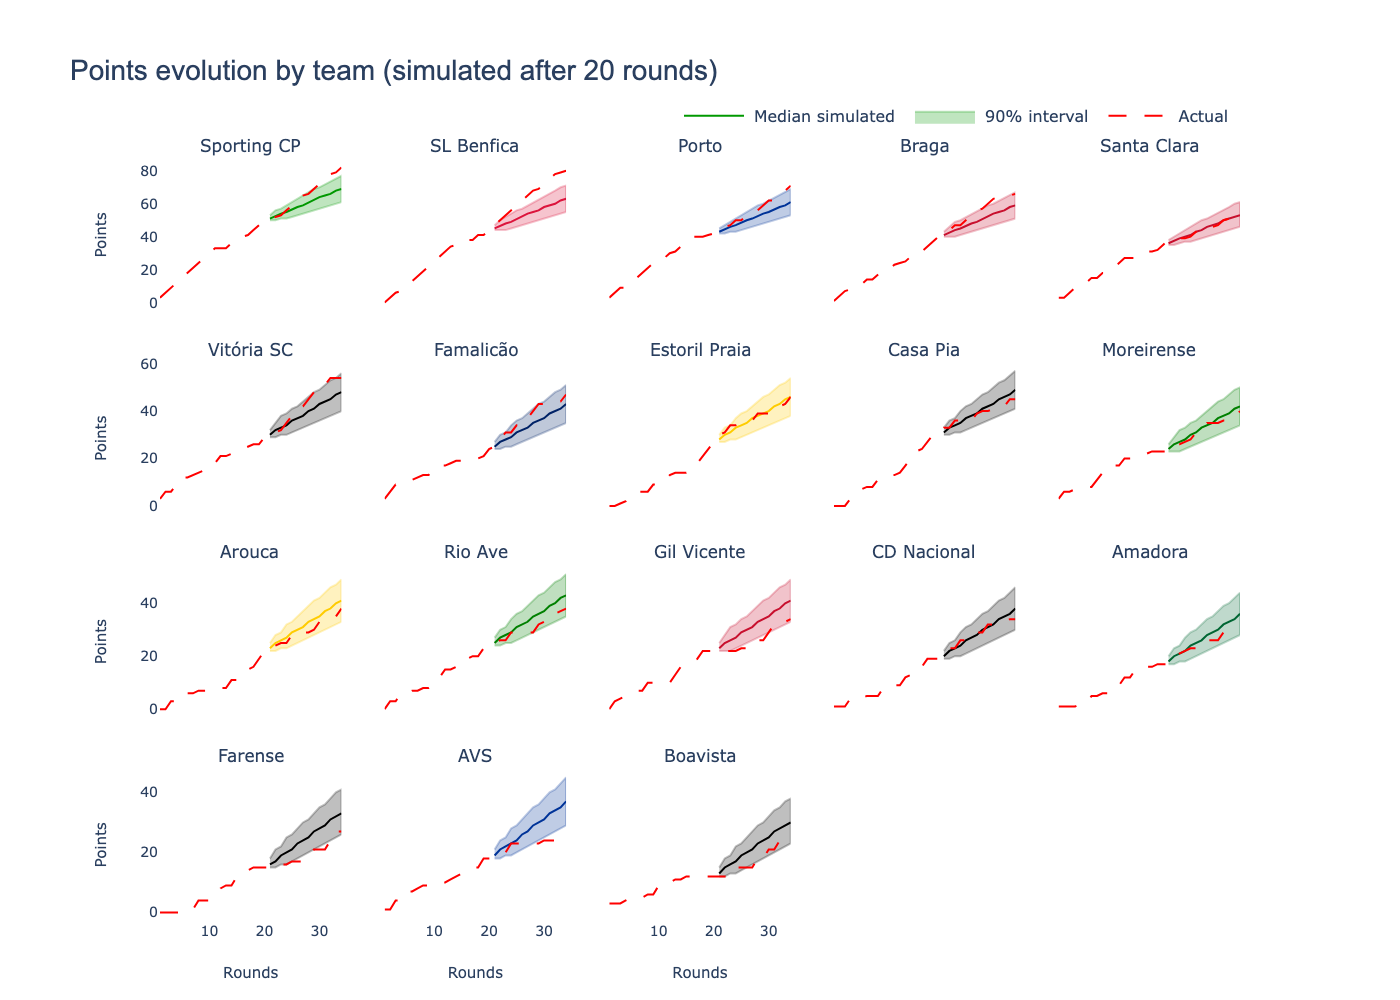 Points evolution by team (simulated after 20 rounds)
Median simulated 90% interval Actual
Sporting CP SL Benfica Porto Braga Santa Clara
80
60
40
20
0
Points
Vitória SC Famalicão Estoril Praia Casa Pia Moreirense
60
40
20
0
Points
Arouca Rio Ave Gil Vicente CD Nacional Amadora
40
20
0
Points
Farense AVS Boavista
40
20
0
Points
10 20 30 10 20 30 10 20 30
Rounds Rounds Rounds